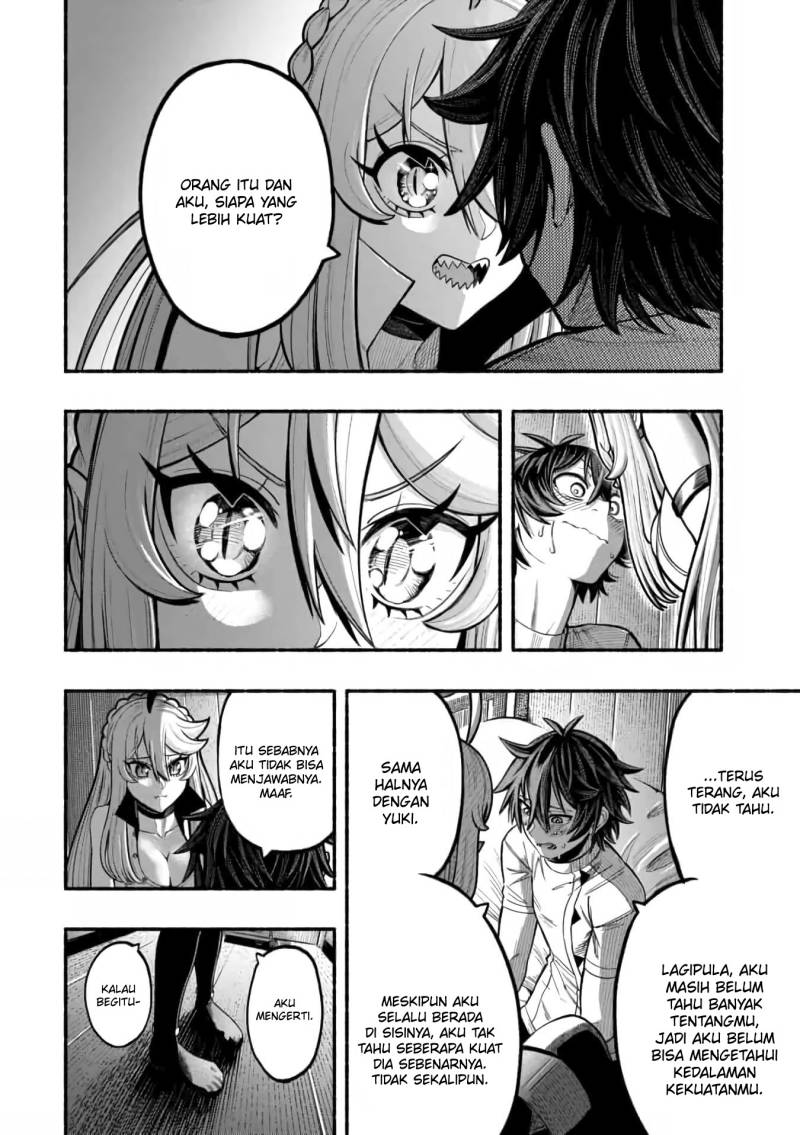 ORANG ITU DAN
AKU, SIAPA YANG
LEBIH KUAT?
...TERUS
TERANG, AKU
TIDAK TAHU.
LAGIPULA, AKU
MASIH BELUM
TAHU BANYAK
TENTANGMU,
JADI AKU BELUM
BISA MENGETAHUI
KEDALAMAN
KEKUATANMU.
SAMA
HALNYA
DENGAN
YUKI.
MESKIPUN AKU
SELALU BERADA
DI SISINYA, AKU TAK
TAHU SEBERAPA KUAT
DIA SEBENARNYA.
TIDAK SEKALIPUN.
ITU SEBABNYA
AKU TIDAK BISA
MENJAWABNYA.
MAAF.
AKU
MENGERTI.
KALAU
BEGITU-